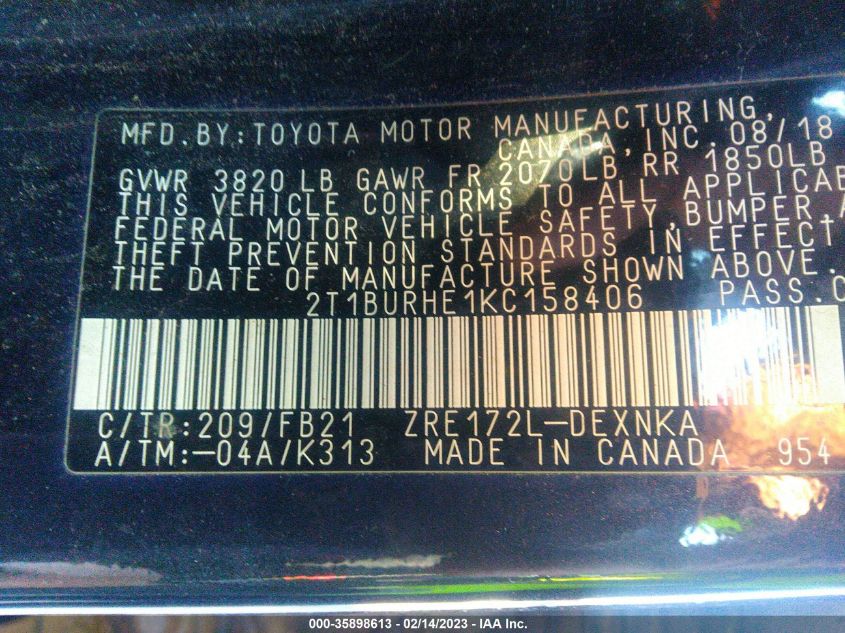 MFD.BY:TOYOTA MOTOR MANUFACTURING,
CANADA,INC. 08/18
GVWR 3820 LB GAWR FR 2070LB, RR 1850LB
THIS VEHICLE CONFORMS TO ALL APPLICAB
FEDERAL MOTOR VEHICLE SAFETY,BUMPER A
THEFT PREVENTION STANDARDS IN EFFECT
THE DATE OF MANUFACTURE SHOWN ABOVE.
2T1BURHE1KC158406 PASS.C
C/TR:209/FB21 ZRE172L-DEXNKA
A/TM:-04A/K313 MADE IN CANADA 954
000-35898613 - 02/14/2023 - IAA Inc.